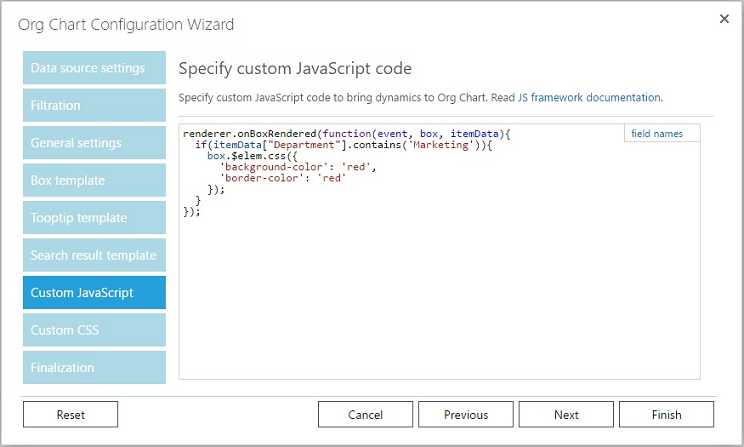 Org Chart Configuration Wizard
Data source settings
Filtration
General settings
Box template
Tooptip template
Search result template
Custom JavaScript
Custom CSS
Finalization
Specify custom JavaScript code
Specify custom JavaScript code to bring dynamics to Org Chart. Read JS framework documentation.
field names
renderer.onBoxRendered(function(event, box, itemData){
  if(itemData["Department"].contains('Marketing')){
    box.$elem.css({
      'background-color': 'red',
      'border-color': 'red'
    });
  }
});
Reset
Cancel
Previous
Next
Finish